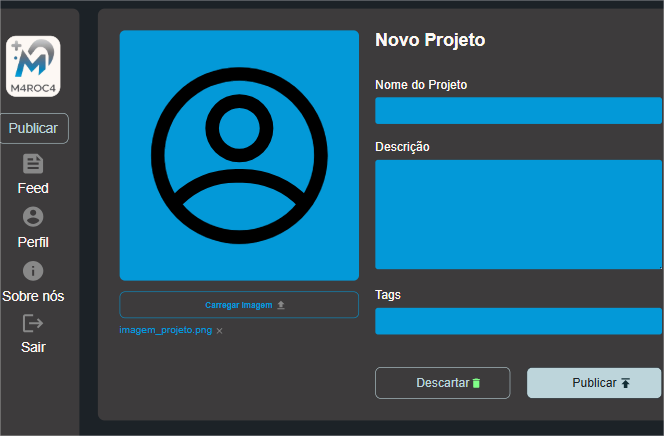 M4ROC4
Publicar
Feed
Perfil
Sobre nós
Sair
Carregar Imagem
imagem_projeto.png ×
Novo Projeto
Nome do Projeto
Descrição
Tags
Descartar
Publicar